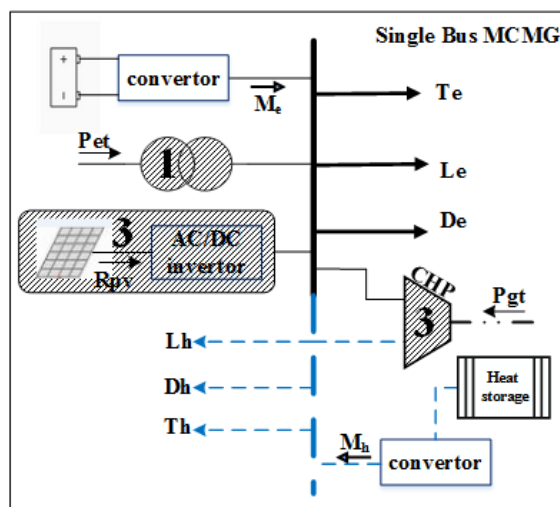 Single Bus MCMG
+
convertor
Me
Te
Pet
1
Le
3
AC/DC
invertor
Rpv
De
CHP
3
Pgt
Lh
Dh
Heat
storage
Th
Mh
convertor